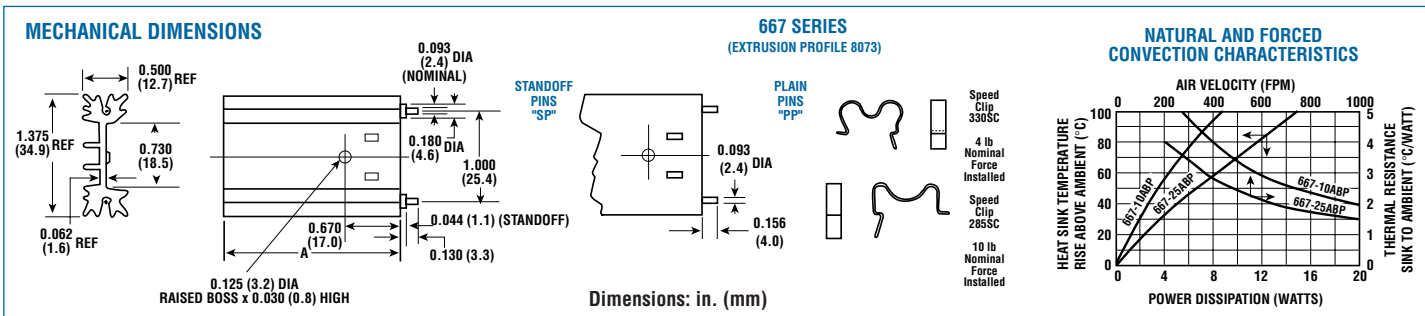 MECHANICAL DIMENSIONS
0.500
(12.7) REF
1.375
(34.9) REF
0.730
(18.5)
0.062
(1.6) REF
0.093
(2.4) DIA
(NOMINAL)
0.180
(4.6) DIA
1.000
(25.4)
0.044 (1.1) (STANDOFF)
0.670
(17.0)
0.130 (3.3)
A
0.125 (3.2) DIA
RAISED BOSS x 0.030 (0.8) HIGH
667 SERIES
(EXTRUSION PROFILE 8073)
STANDOFF
PINS
"SP"
PLAIN
PINS
"PP"
0.093
(2.4) DIA
0.156
(4.0)
Speed
Clip
330SC
4 lb
Nominal
Force
Installed
Speed
Clip
285SC
10 lb
Nominal
Force
Installed
Dimensions: in. (mm)
NATURAL AND FORCED
CONVECTION CHARACTERISTICS
AIR VELOCITY (FPM)
0 200 400 600 800 1000
HEAT SINK TEMPERATURE
RISE ABOVE AMBIENT (°C)
100
80
60
40
20
0
667-10ABP
667-25ABP
667-10ABP
667-25ABP
5
4
3
2
1
0
THERMAL RESISTANCE
SINK TO AMBIENT (°C/WATT)
0 4 8 12 16 20
POWER DISSIPATION (WATTS)